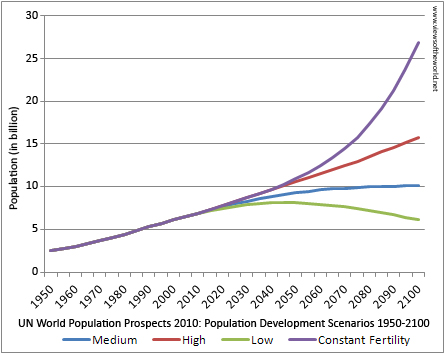 www.viewsoftheworld.net
Population (in billion)
30
25
20
15
10
5
0
1950 1960 1970 1980 1990 2000 2010 2020 2030 2040 2050 2060 2070 2080 2090 2100
UN World Population Prospects 2010: Population Development Scenarios 1950-2100
Medium High Low Constant Fertility